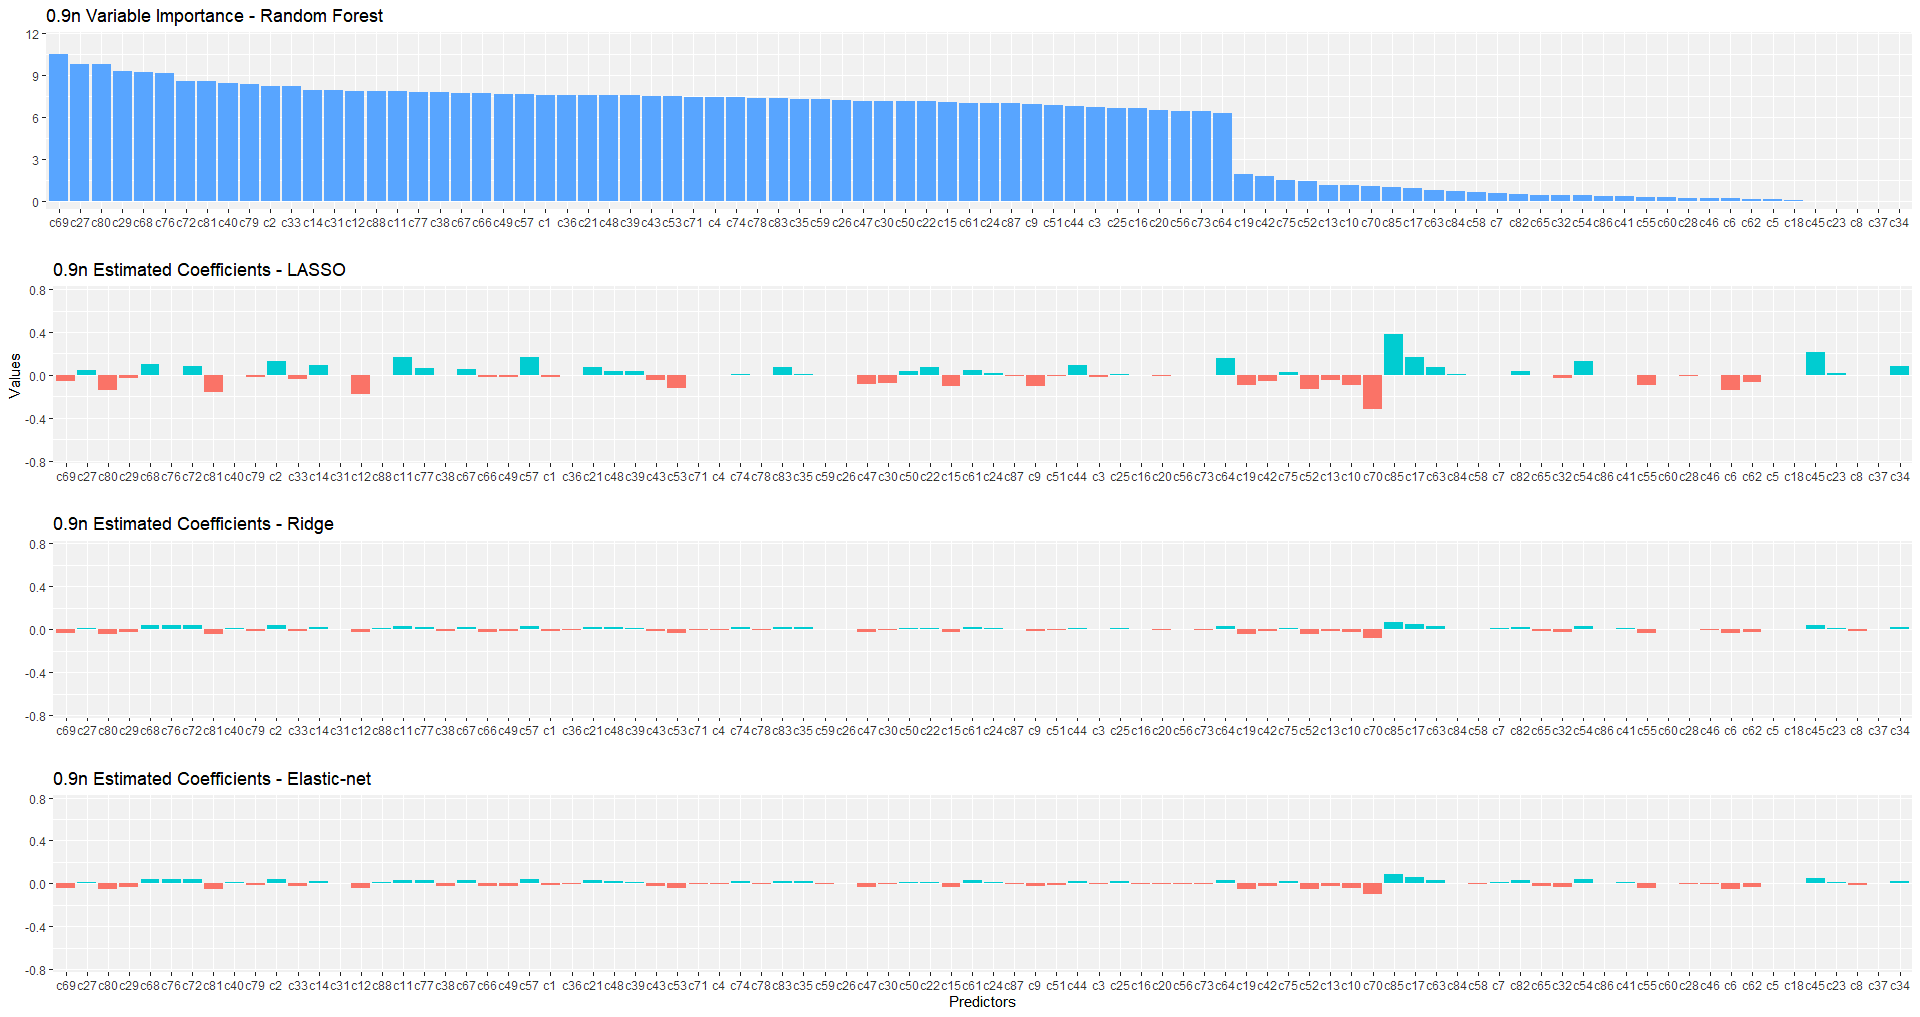 0.9n Variable Importance - Random Forest
12
9
6
3
0
c69 c27 c80 c29 c68 c76 c72 c81 c40 c79 c2 c33 c14 c31 c12 c88 c11 c77 c38 c67 c66 c49 c57 c1 c36 c21 c48 c39 c43 c53 c71 c4 c74 c78 c83 c35 c59 c26 c47 c30 c50 c22 c15 c61 c24 c87 c9 c51 c44 c3 c25 c16 c20 c56 c73 c64 c19 c42 c75 c52 c13 c10 c70 c85 c17 c63 c84 c58 c7 c82 c65 c32 c54 c86 c41 c55 c60 c28 c46 c6 c62 c5 c18 c45 c23 c8 c37 c34
0.9n Estimated Coefficients - LASSO
0.8
0.4
0.0
-0.4
-0.8
Values
c69 c27 c80 c29 c68 c76 c72 c81 c40 c79 c2 c33 c14 c31 c12 c88 c11 c77 c38 c67 c66 c49 c57 c1 c36 c21 c48 c39 c43 c53 c71 c4 c74 c78 c83 c35 c59 c26 c47 c30 c50 c22 c15 c61 c24 c87 c9 c51 c44 c3 c25 c16 c20 c56 c73 c64 c19 c42 c75 c52 c13 c10 c70 c85 c17 c63 c84 c58 c7 c82 c65 c32 c54 c86 c41 c55 c60 c28 c46 c6 c62 c5 c18 c45 c23 c8 c37 c34
0.9n Estimated Coefficients - Ridge
0.8
0.4
0.0
-0.4
-0.8
c69 c27 c80 c29 c68 c76 c72 c81 c40 c79 c2 c33 c14 c31 c12 c88 c11 c77 c38 c67 c66 c49 c57 c1 c36 c21 c48 c39 c43 c53 c71 c4 c74 c78 c83 c35 c59 c26 c47 c30 c50 c22 c15 c61 c24 c87 c9 c51 c44 c3 c25 c16 c20 c56 c73 c64 c19 c42 c75 c52 c13 c10 c70 c85 c17 c63 c84 c58 c7 c82 c65 c32 c54 c86 c41 c55 c60 c28 c46 c6 c62 c5 c18 c45 c23 c8 c37 c34
0.9n Estimated Coefficients - Elastic-net
0.8
0.4
0.0
-0.4
-0.8
c69 c27 c80 c29 c68 c76 c72 c81 c40 c79 c2 c33 c14 c31 c12 c88 c11 c77 c38 c67 c66 c49 c57 c1 c36 c21 c48 c39 c43 c53 c71 c4 c74 c78 c83 c35 c59 c26 c47 c30 c50 c22 c15 c61 c24 c87 c9 c51 c44 c3 c25 c16 c20 c56 c73 c64 c19 c42 c75 c52 c13 c10 c70 c85 c17 c63 c84 c58 c7 c82 c65 c32 c54 c86 c41 c55 c60 c28 c46 c6 c62 c5 c18 c45 c23 c8 c37 c34
Predictors